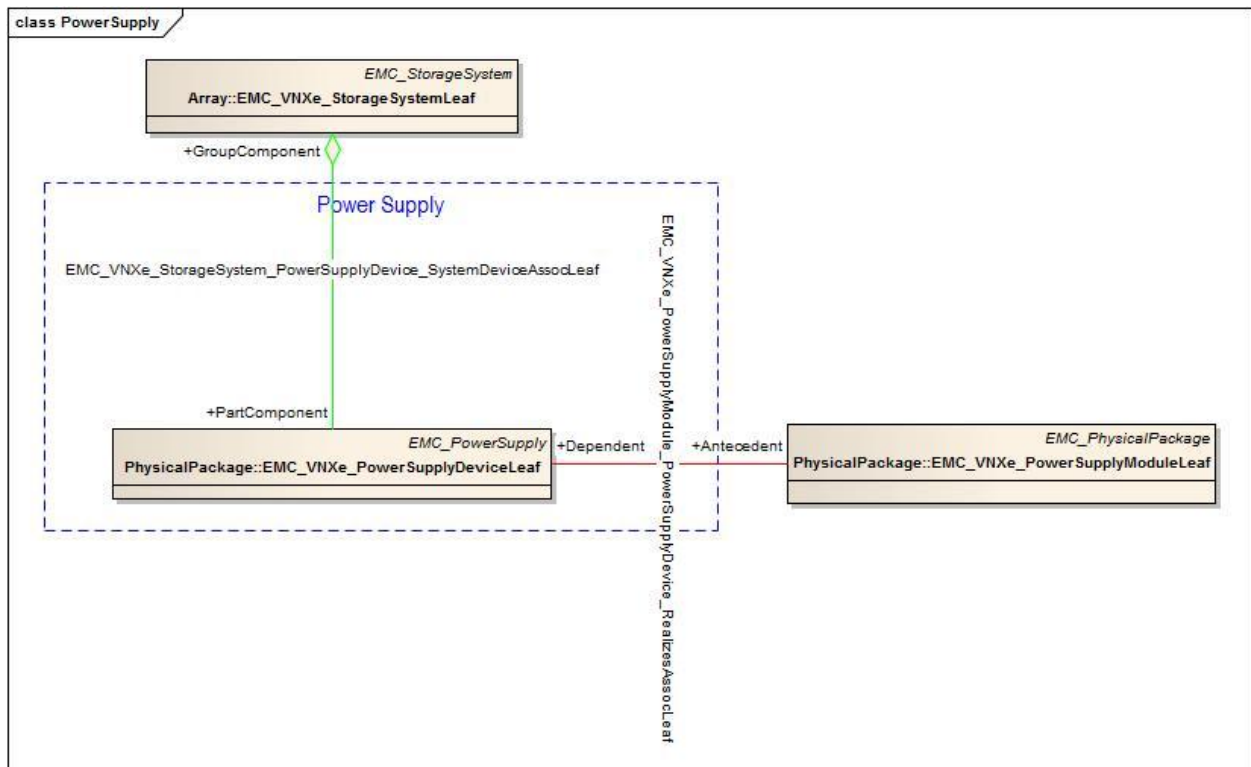 class PowerSupply
EMC_StorageSystem
Array::EMC_VNXe_StorageSystemLeaf
+GroupComponent
Power Supply
EMC_VNXe_StorageSystem_PowerSupplyDevice_SystemDeviceAssocLeaf
EMC_VNXe_PowerSupplyModule_PowerSupplyDevice_RealizesAssocLeaf
+PartComponent
EMC_PowerSupply
PhysicalPackage::EMC_VNXe_PowerSupplyDeviceLeaf
+Dependent
+Antecedent
EMC_PhysicalPackage
PhysicalPackage::EMC_VNXe_PowerSupplyModuleLeaf